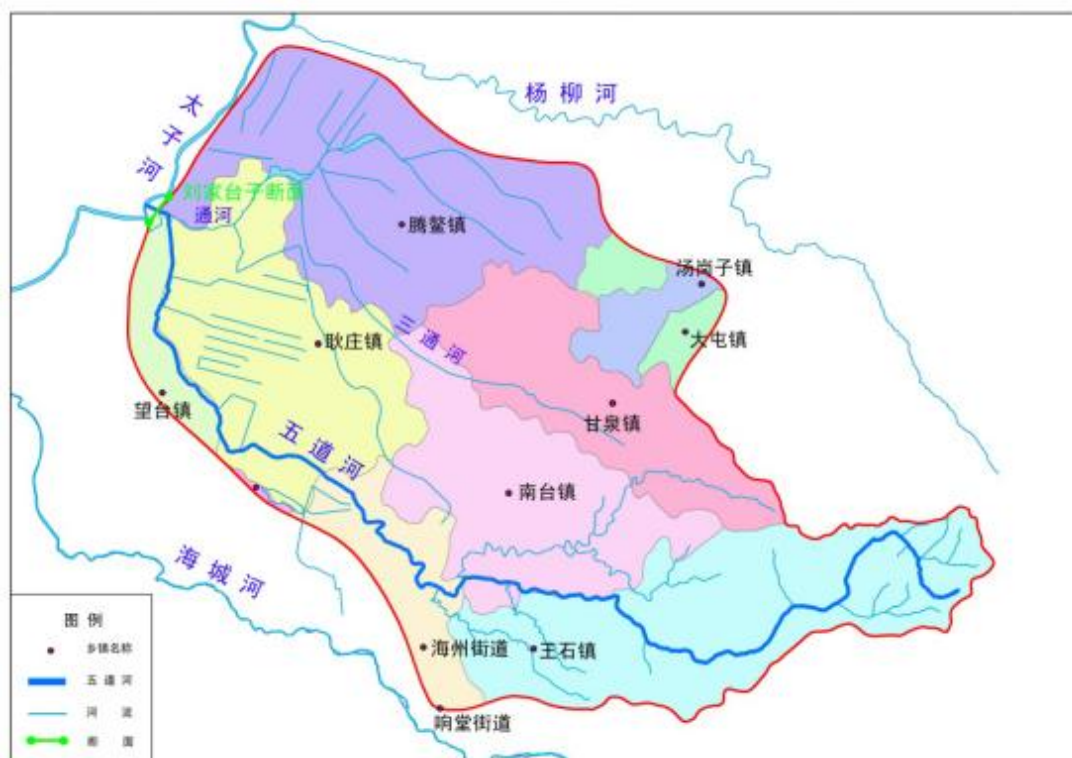 杨柳河
太子河
刘家台子断面
通河
腾鳌镇
汤岗子镇
三通河
大屯镇
耿庄镇
望台镇
甘泉镇
五道河
南台镇
海城河
海州街道
王石镇
响堂街道
图例
乡镇名称
五道河
河流
断面